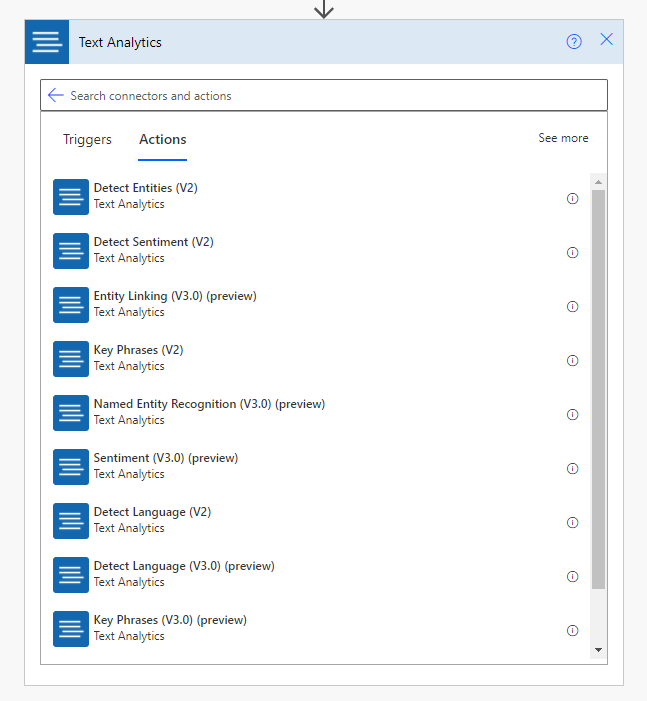 Text Analytics
Search connectors and actions
Triggers Actions See more
Detect Entities (V2)
Text Analytics
Detect Sentiment (V2)
Text Analytics
Entity Linking (V3.0) (preview)
Text Analytics
Key Phrases (V2)
Text Analytics
Named Entity Recognition (V3.0) (preview)
Text Analytics
Sentiment (V3.0) (preview)
Text Analytics
Detect Language (V2)
Text Analytics
Detect Language (V3.0) (preview)
Text Analytics
Key Phrases (V3.0) (preview)
Text Analytics